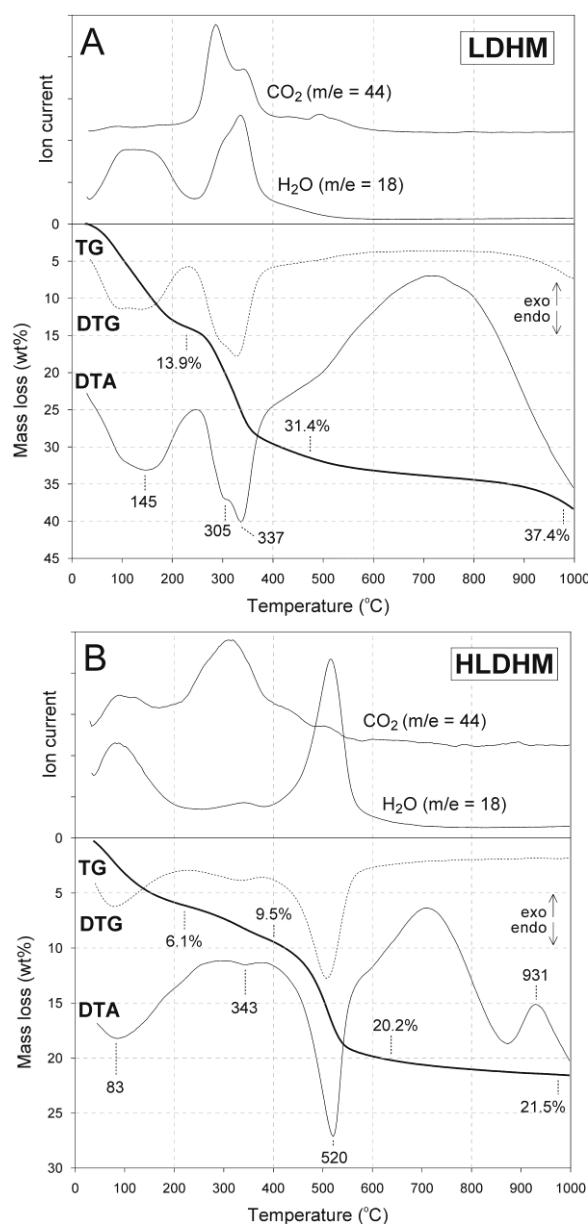 A
LDHM
CO₂ (m/e = 44)
Ion current
H₂O (m/e = 18)
0
TG
5
exo
endo
10
DTG
15
13.9%
20
DTA
Mass loss (wt%)
25
31.4%
30
35
145
305
337
37.4%
40
45
0 100 200 300 400 500 600 700 800 900 1000
Temperature (°C)
B
HLDHM
CO₂ (m/e = 44)
Ion current
H₂O (m/e = 18)
0
TG
5
9.5%
exo
endo
DTG
6.1%
10
DTA
343
931
Mass loss (wt%)
15
20.2%
20
83
21.5%
25
520
30
0 100 200 300 400 500 600 700 800 900 1000
Temperature (°C)